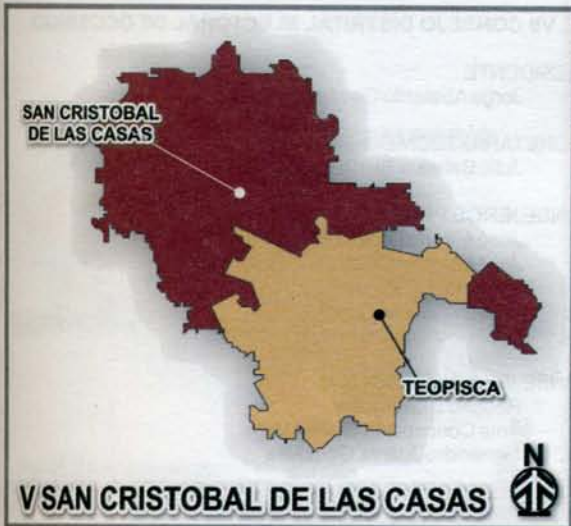 SAN CRISTOBAL
DE LAS CASAS
TEOPISCA
V SAN CRISTOBAL DE LAS CASAS
N